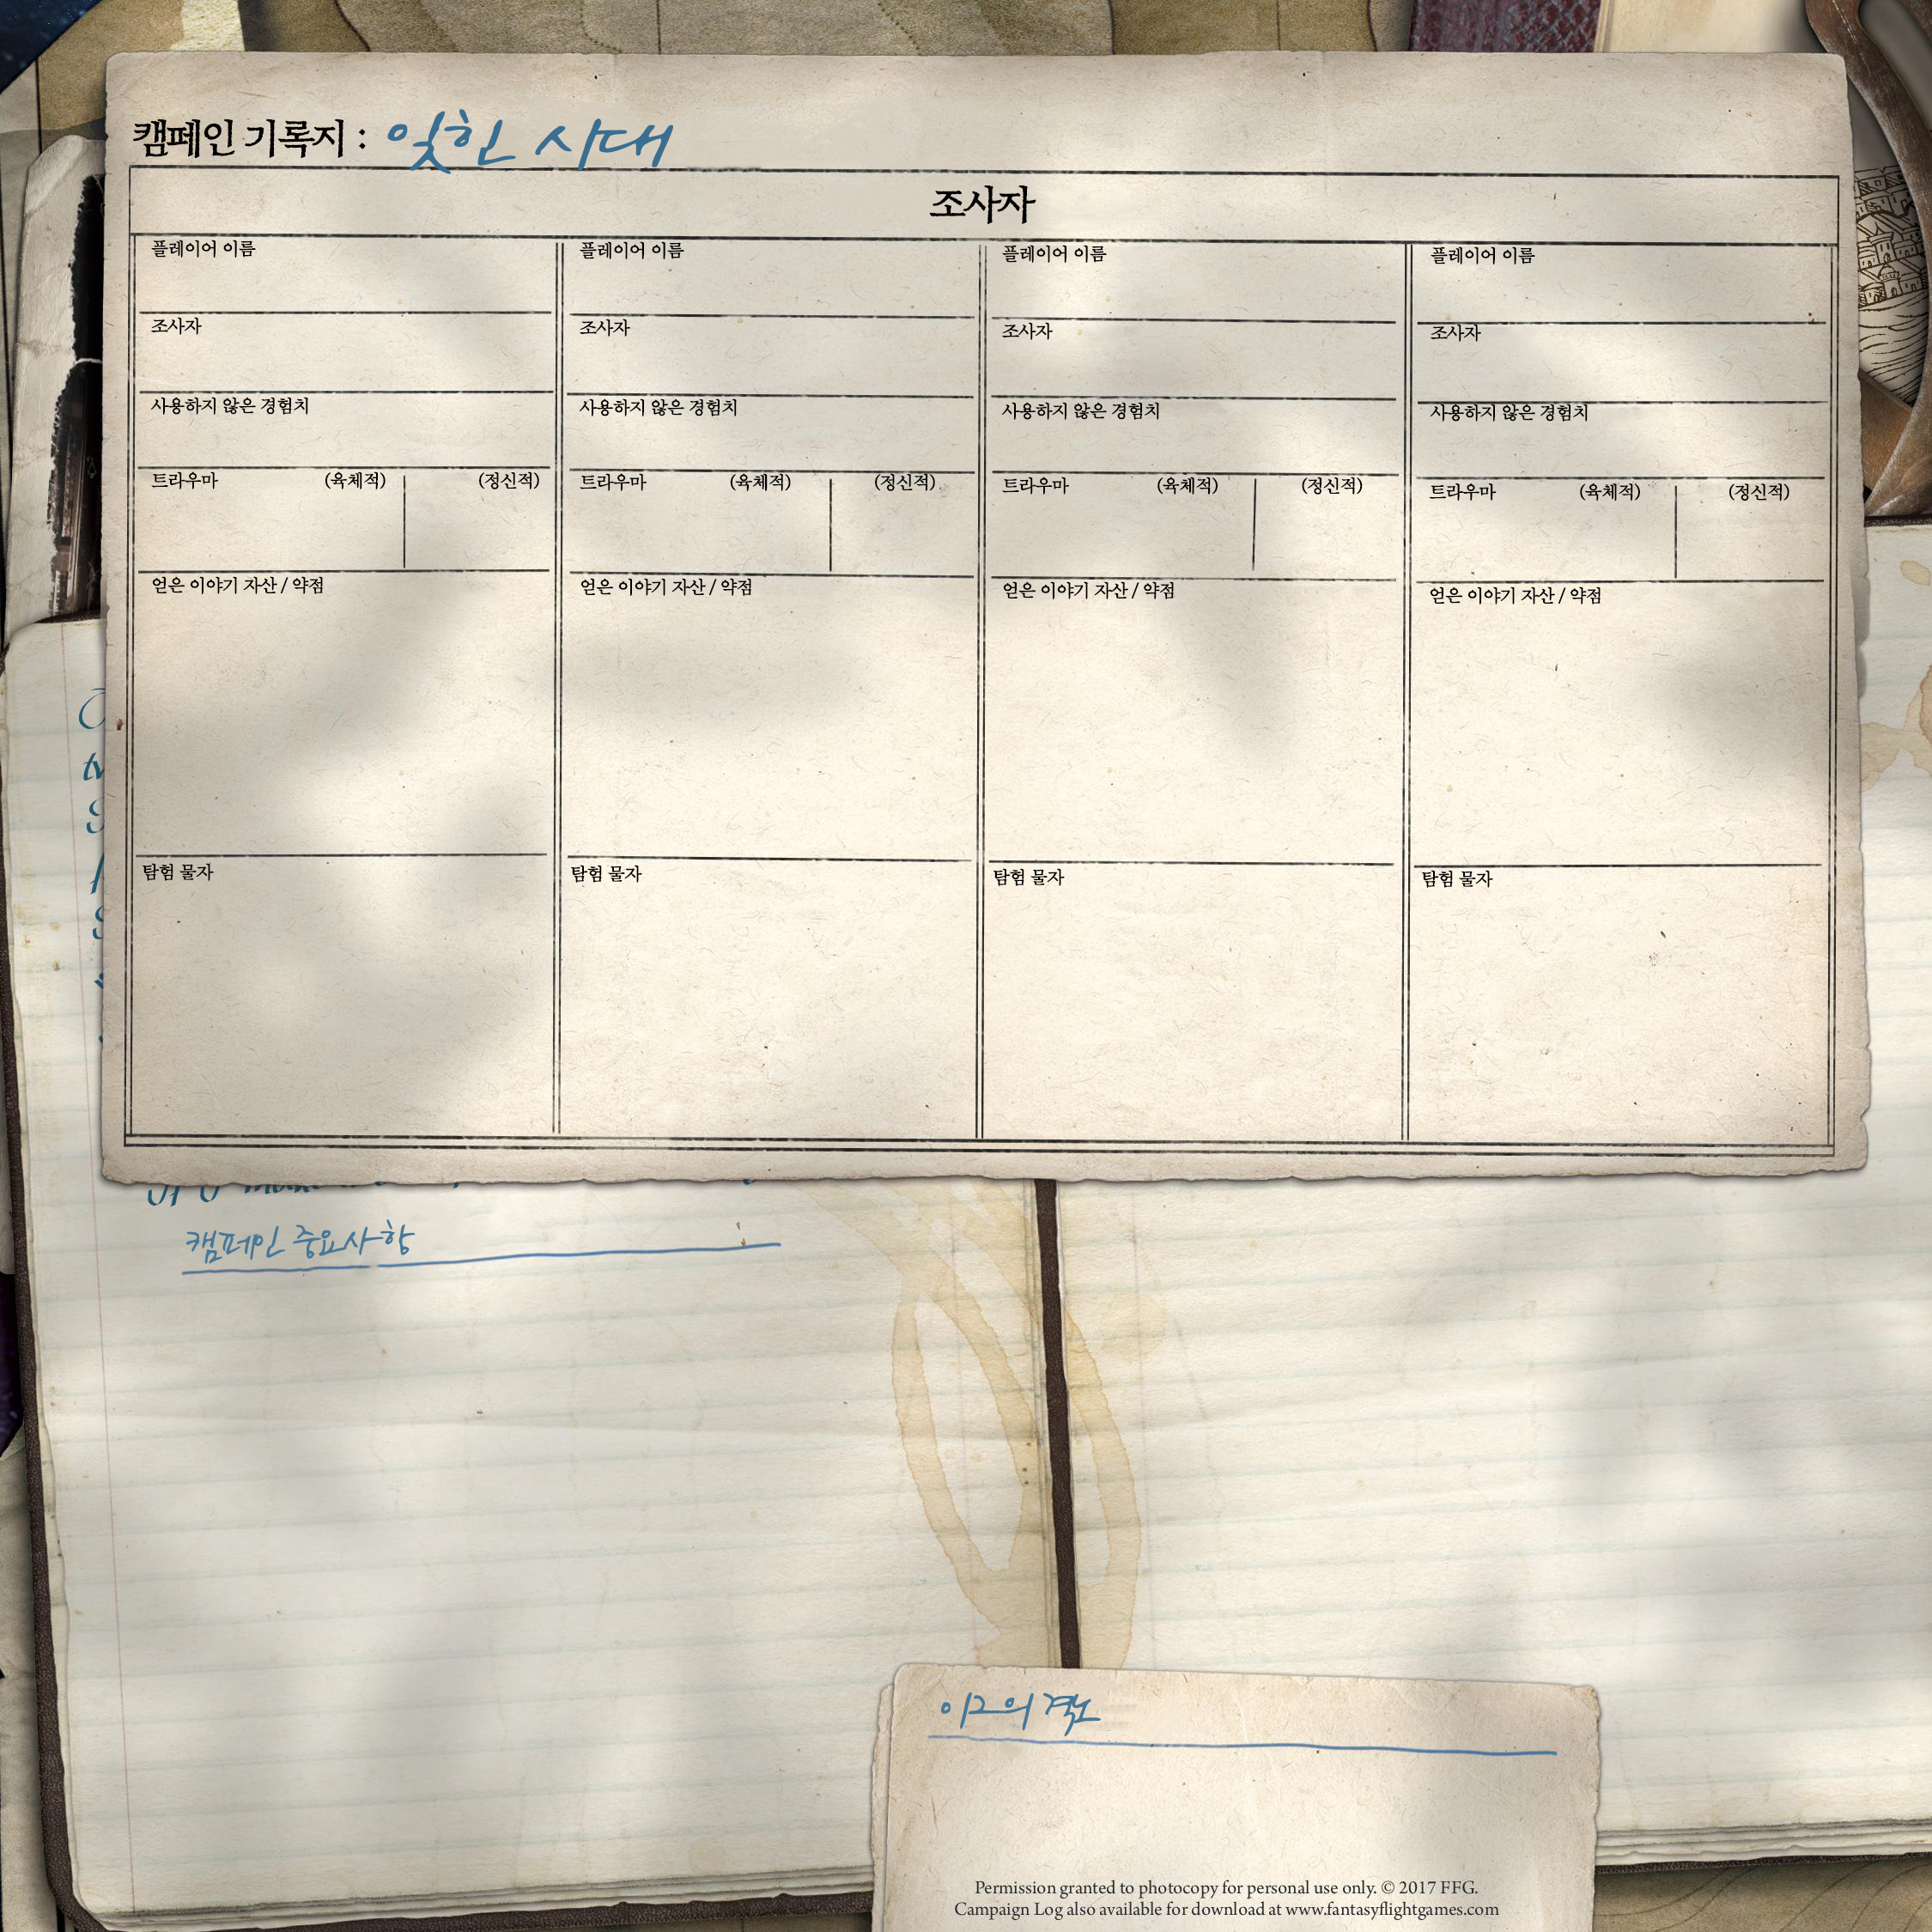 캠페인 기록지 : 잊힌 시대
조사자
플레이어 이름 플레이어 이름 플레이어 이름 플레이어 이름
조사자 조사자 조사자 조사자
사용하지 않은 경험치 사용하지 않은 경험치 사용하지 않은 경험치 사용하지 않은 경험치
트라우마 (육체적) (정신적) 트라우마 (육체적) (정신적) 트라우마 (육체적) (정신적) 트라우마 (육체적) (정신적)
얻은 이야기 자산 / 약점 얻은 이야기 자산 / 약점 얻은 이야기 자산 / 약점 얻은 이야기 자산 / 약점
탐험 물자 탐험 물자 탐험 물자 탐험 물자
캠페인 중요사항
이그의 격노
Permission granted to photocopy for personal use only. © 2017 FFG.
Campaign Log also available for download at www.fantasyflightgames.com